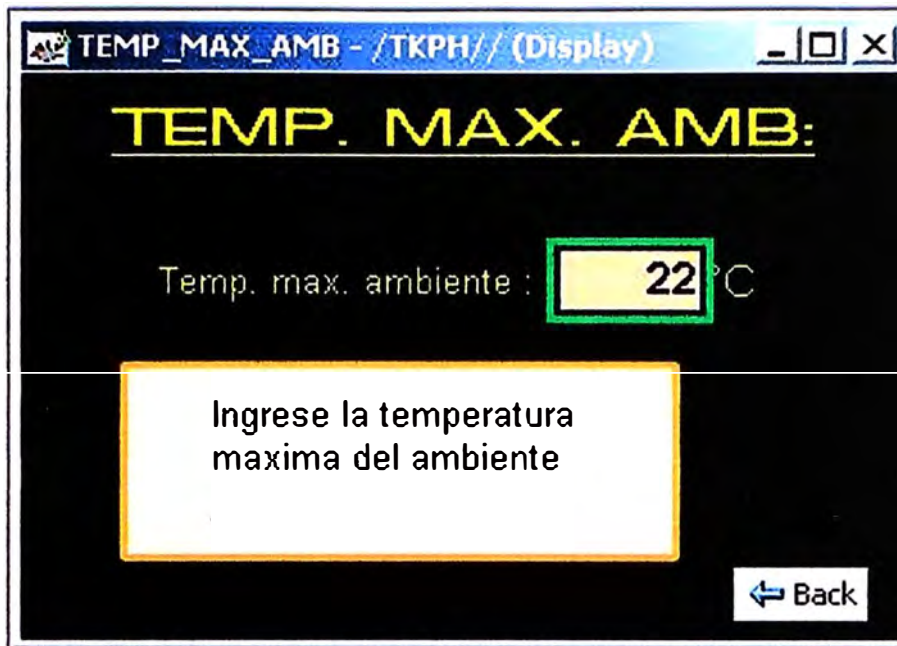 TEMP_MAX_AMB - /TKPH// (Display)
TEMP. MAX. AMB:
Temp. max. ambiente : 22 °C
Ingrese la temperatura
maxima del ambiente
Back